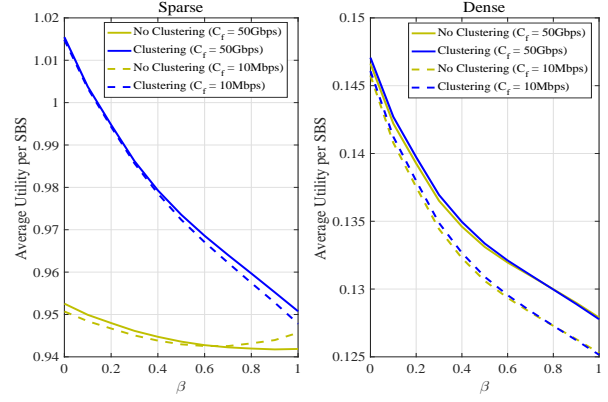 Sparse
Dense
1.02
1.01
1
0.99
0.98
0.97
0.96
0.95
0.94
Average Utility per SBS
No Clustering (C_f = 50Gbps)
Clustering (C_f = 50Gbps)
No Clustering (C_f = 10Mbps)
Clustering (C_f = 10Mbps)
0
0.2
0.4
0.6
0.8
1
β
0.15
0.145
0.14
0.135
0.13
0.125
Average Utility per SBS
No Clustering (C_f = 50Gbps)
Clustering (C_f = 50Gbps)
No Clustering (C_f = 10Mbps)
Clustering (C_f = 10Mbps)
0
0.2
0.4
0.6
0.8
1
β